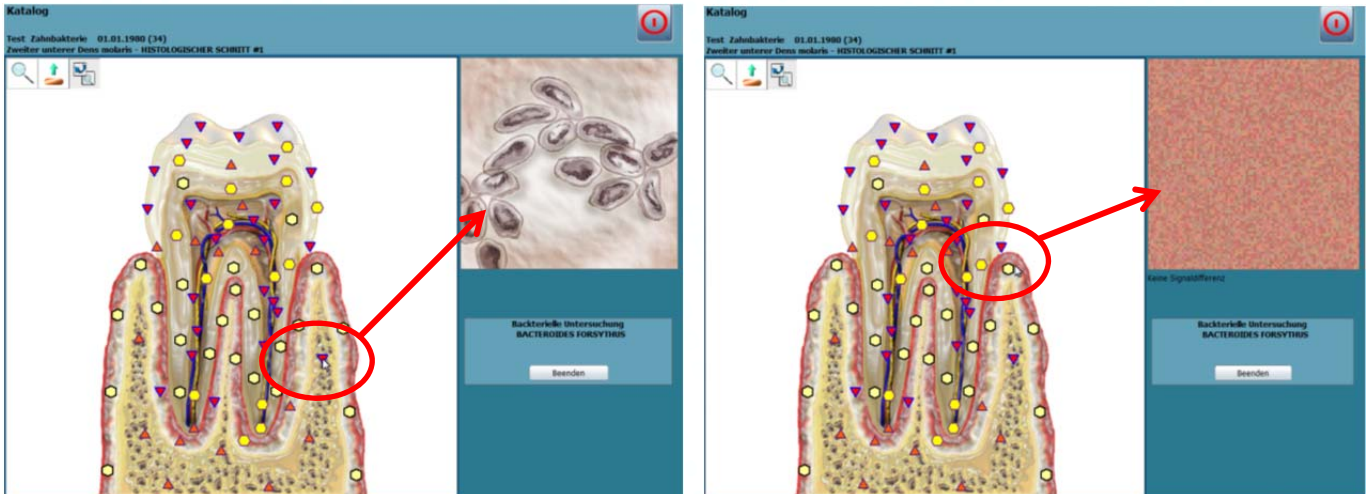 Katalog
Test Zahnbakterie 01.01.1980 (34)
Zweiter unterer Dens molaris - HISTOLOGISCHER SCHNITT #1
Backterielle Untersuchung
BACTEROIDES FORSYTHUS
Beenden
Katalog
Test Zahnbakterie 01.01.1980 (34)
Zweiter unterer Dens molaris - HISTOLOGISCHER SCHNITT #1
Keine Signaldifferenz
Backterielle Untersuchung
BACTEROIDES FORSYTHUS
Beenden